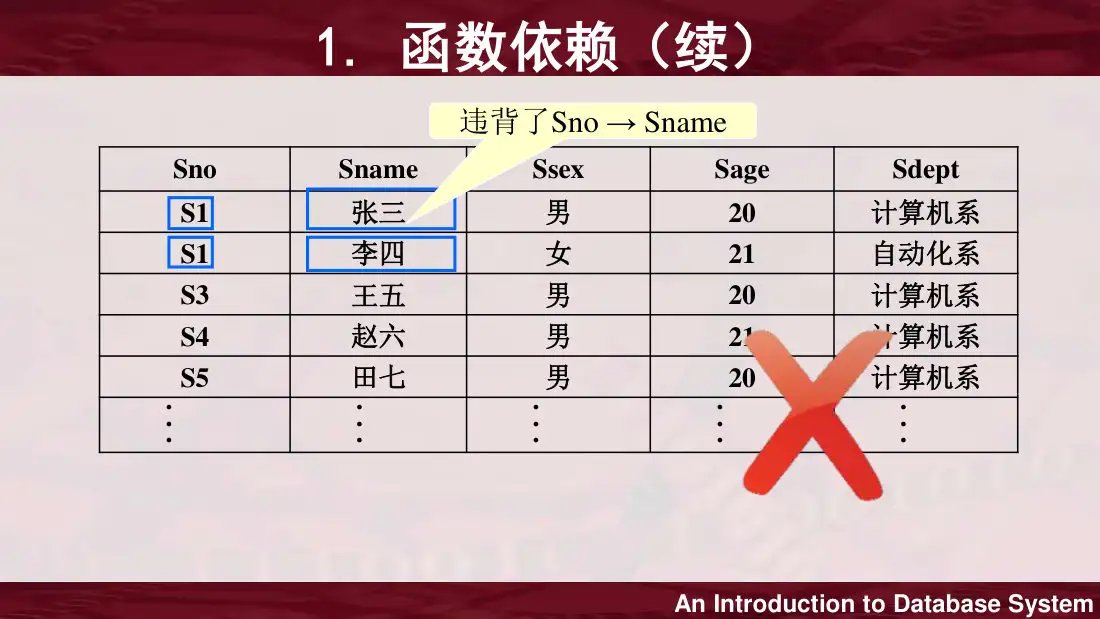 1. 函数依赖（续）
违背了Sno → Sname
Sno Sname Ssex Sage Sdept
S1 张三 男 20 计算机系
S1 李四 女 21 自动化系
S3 王五 男 20 计算机系
S4 赵六 男 21 计算机系
S5 田七 男 20 计算机系
⋮ ⋮ ⋮ ⋮ ⋮
An Introduction to Database System